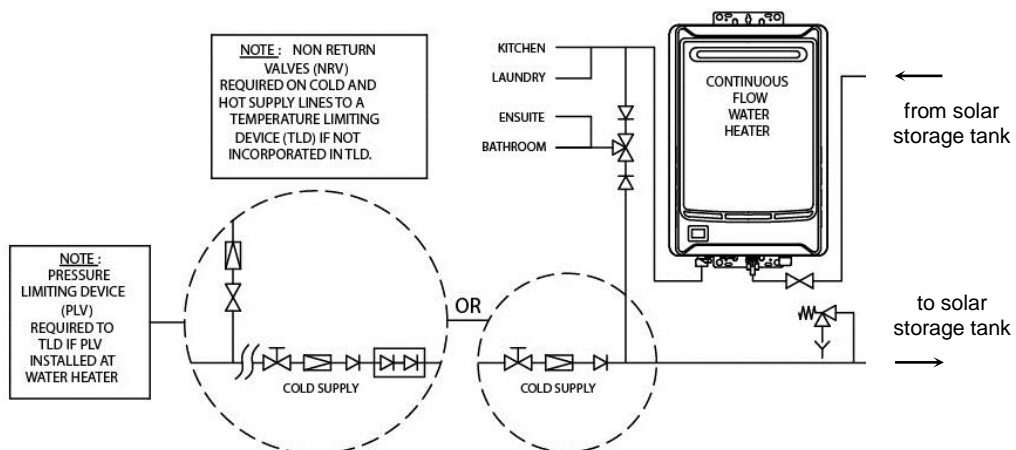 NOTE : NON RETURN
VALVES (NRV)
REQUIRED ON COLD AND
HOT SUPPLY LINES TO A
TEMPERATURE LIMITING
DEVICE (TLD) IF NOT
INCORPORATED IN TLD.
KITCHEN
LAUNDRY
ENSUITE
BATHROOM
CONTINUOUS
FLOW
WATER
HEATER
from solar
storage tank
NOTE :
PRESSURE
LIMITING DEVICE
(PLV)
REQUIRED TO
TLD IF PLV
INSTALLED AT
WATER HEATER
OR
to solar
storage tank
COLD SUPPLY
COLD SUPPLY